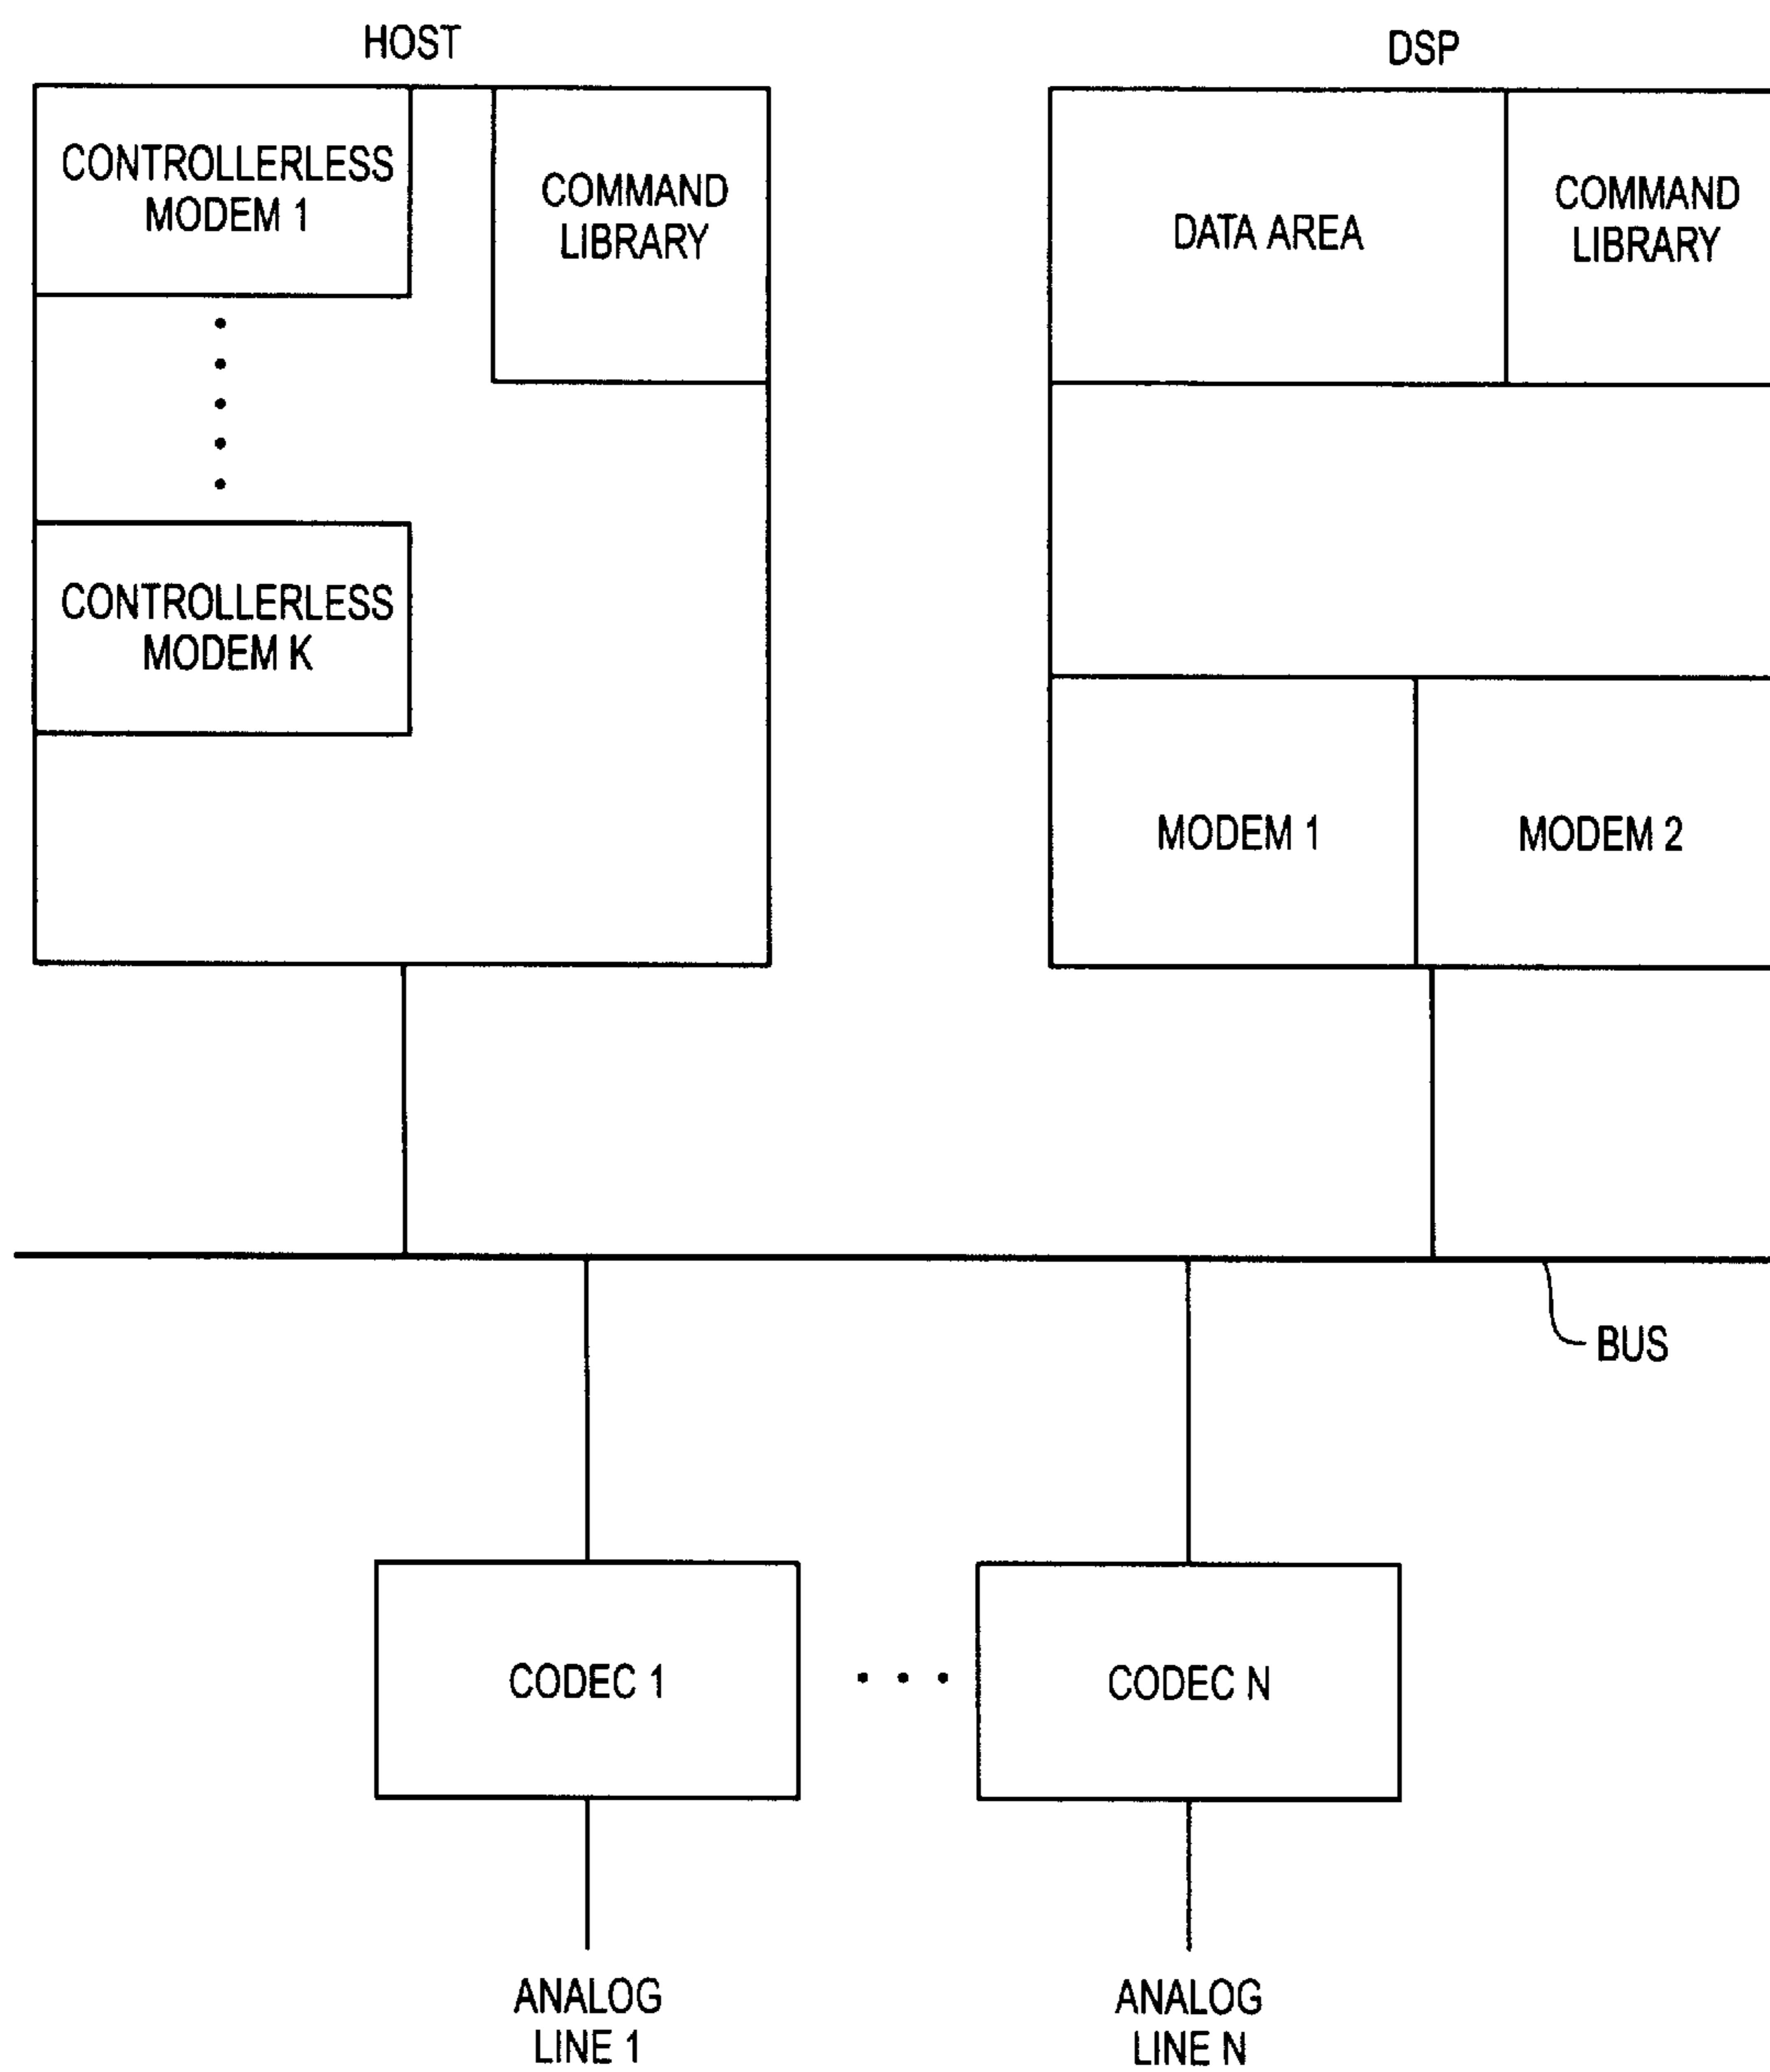 HOST
CONTROLLERLESS
MODEM 1
COMMAND
LIBRARY
CONTROLLERLESS
MODEM K
DSP
DATA AREA
COMMAND
LIBRARY
MODEM 1
MODEM 2
BUS
CODEC 1
CODEC N
ANALOG
LINE 1
ANALOG
LINE N